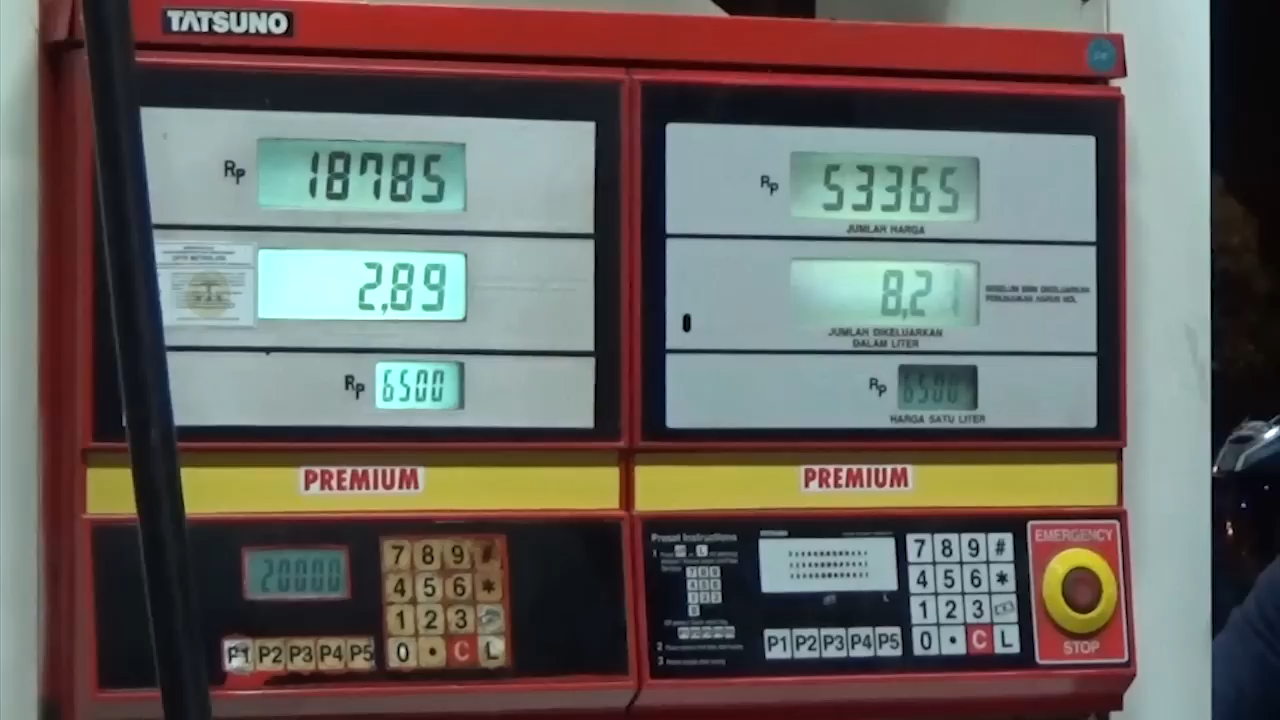 TATSUNO
Rp 18785
2,89
Rp 6500
Rp 53365
JUMLAH HARGA
8,21
JUMLAH DIKELUARKAN
DALAM LITER
Rp 6500
HARGA SATU LITER
PREMIUM
PREMIUM
20000
7 8 9 #
4 5 6 *
1 2 3
0 . C L
P1 P2 P3 P4 P5
Preset Instructions
7 8 9 #
4 5 6 *
1 2 3
0 . C L
P1 P2 P3 P4 P5
EMERGENCY
STOP